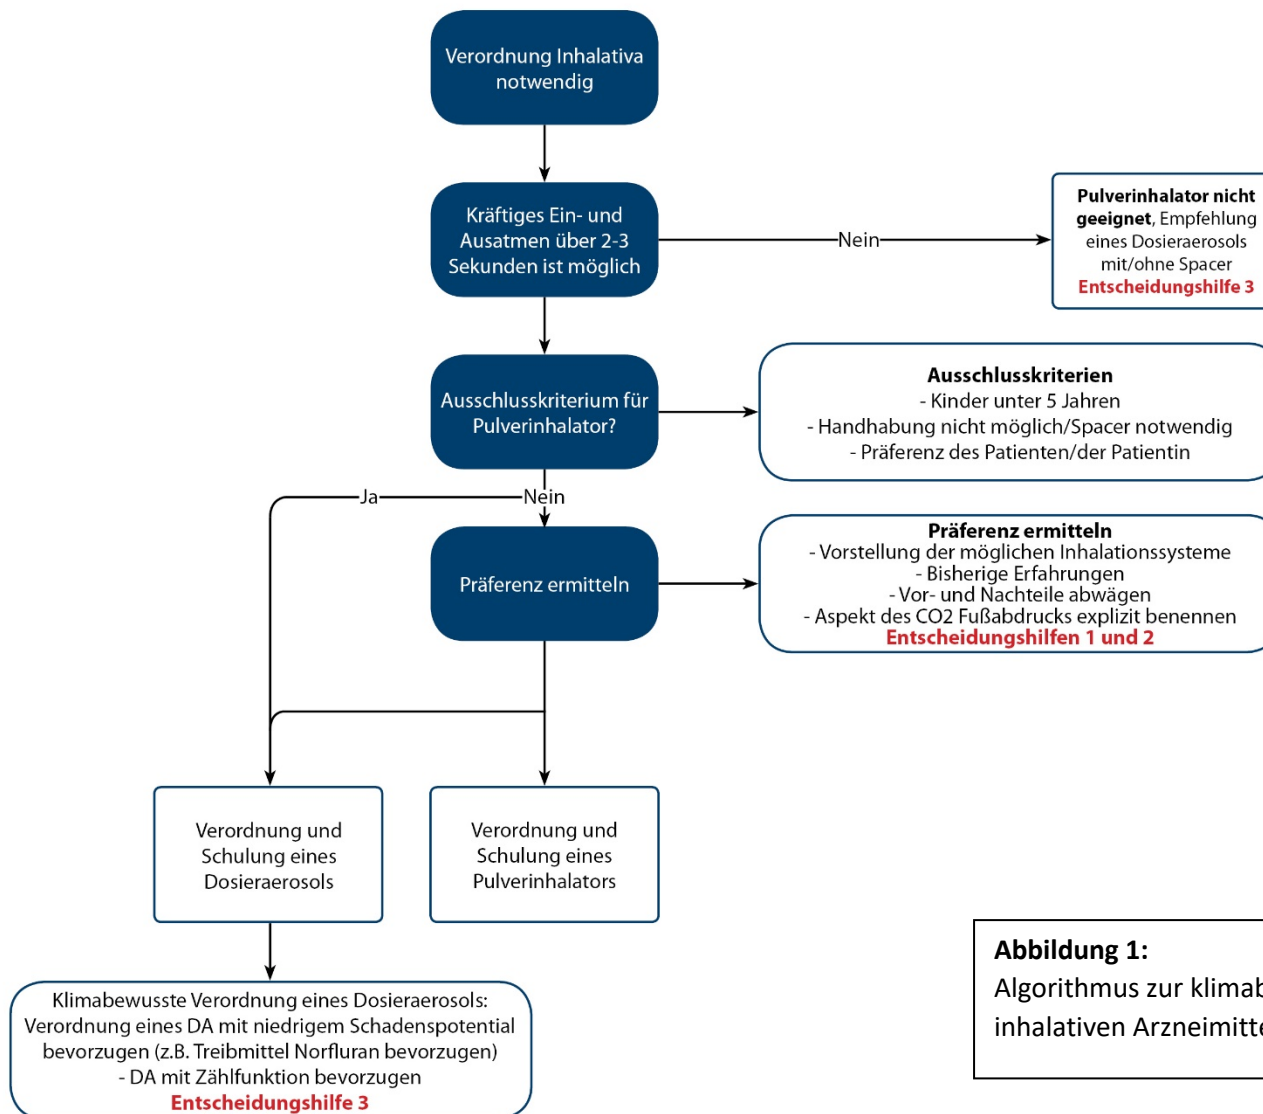 Verordnung Inhalativa
notwendig
Kräftiges Ein- und
Ausatmen über 2-3
Sekunden ist möglich
Nein
Pulverinhalator nicht
geeignet, Empfehlung
eines Dosieraerosols
mit/ohne Spacer
Entscheidungshilfe 3
Ausschlusskriterium für
Pulverinhalator?
Ausschlusskriterien
- Kinder unter 5 Jahren
- Handhabung nicht möglich/Spacer notwendig
- Präferenz des Patienten/der Patientin
Ja
Nein
Präferenz ermitteln
Präferenz ermitteln
- Vorstellung der möglichen Inhalationssysteme
- Bisherige Erfahrungen
- Vor- und Nachteile abwägen
- Aspekt des CO2 Fußabdrucks explizit benennen
Entscheidungshilfen 1 und 2
Verordnung und
Schulung eines
Dosieraerosols
Verordnung und
Schulung eines
Pulverinhalators
Klimabewusste Verordnung eines Dosieraerosols:
Verordnung eines DA mit niedrigem Schadenspotential
bevorzugen (z.B. Treibmittel Norfluran bevorzugen)
- DA mit Zählfunktion bevorzugen
Entscheidungshilfe 3
Abbildung 1:
Algorithmus zur klimab
inhalativen Arzneimitte